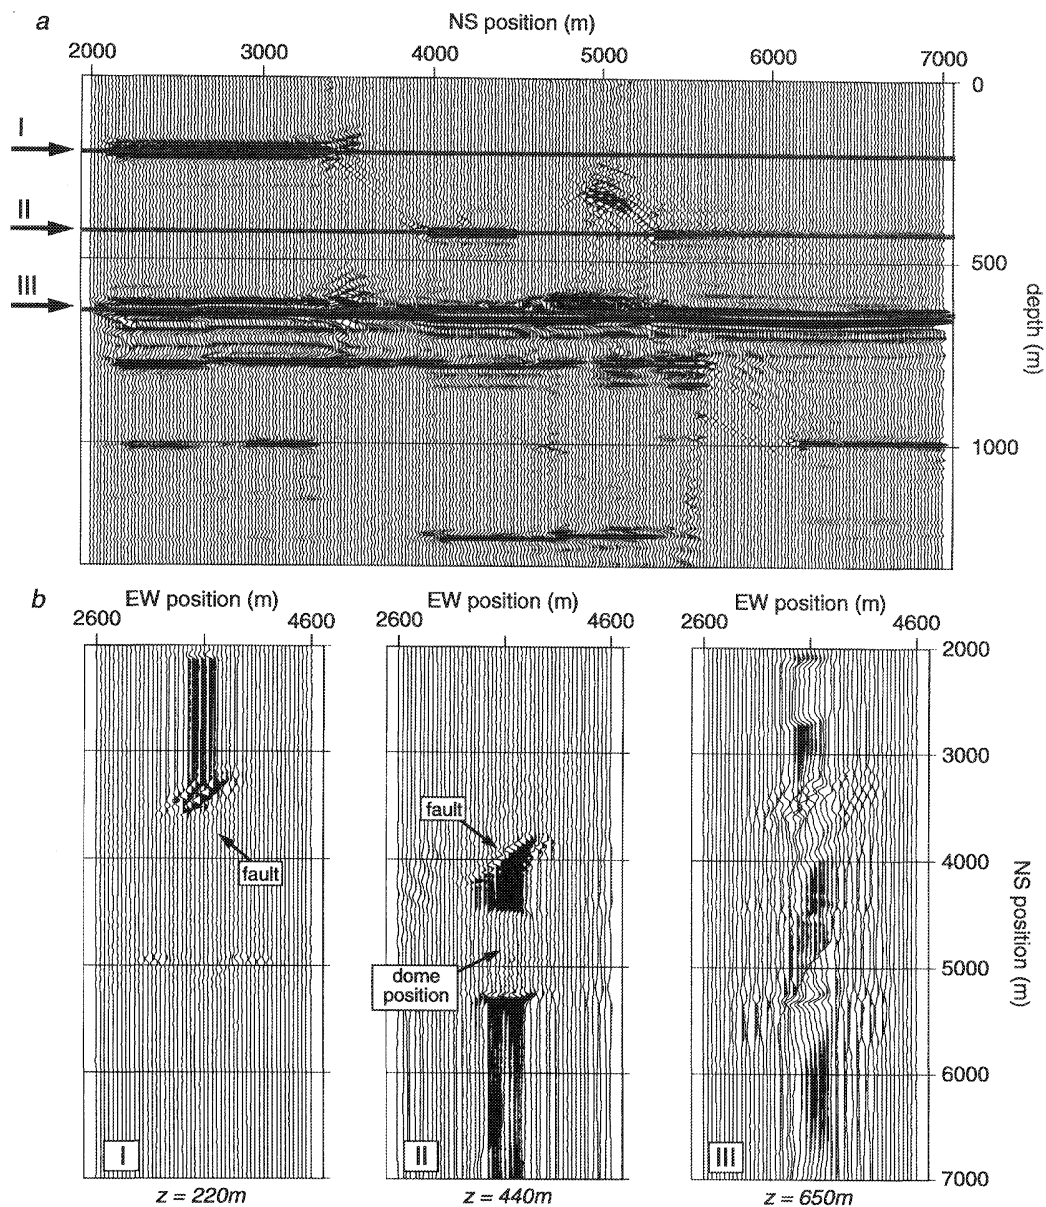 a
NS position (m)
2000 3000 4000 5000 6000 7000
0
I
II
500
III
depth (m)
1000
b
EW position (m) EW position (m) EW position (m)
2600 4600 2600 4600 2600 4600
2000
3000
fault
fault
4000
NS position (m)
dome
position
5000
6000
I II III
7000
z = 220m z = 440m z = 650m